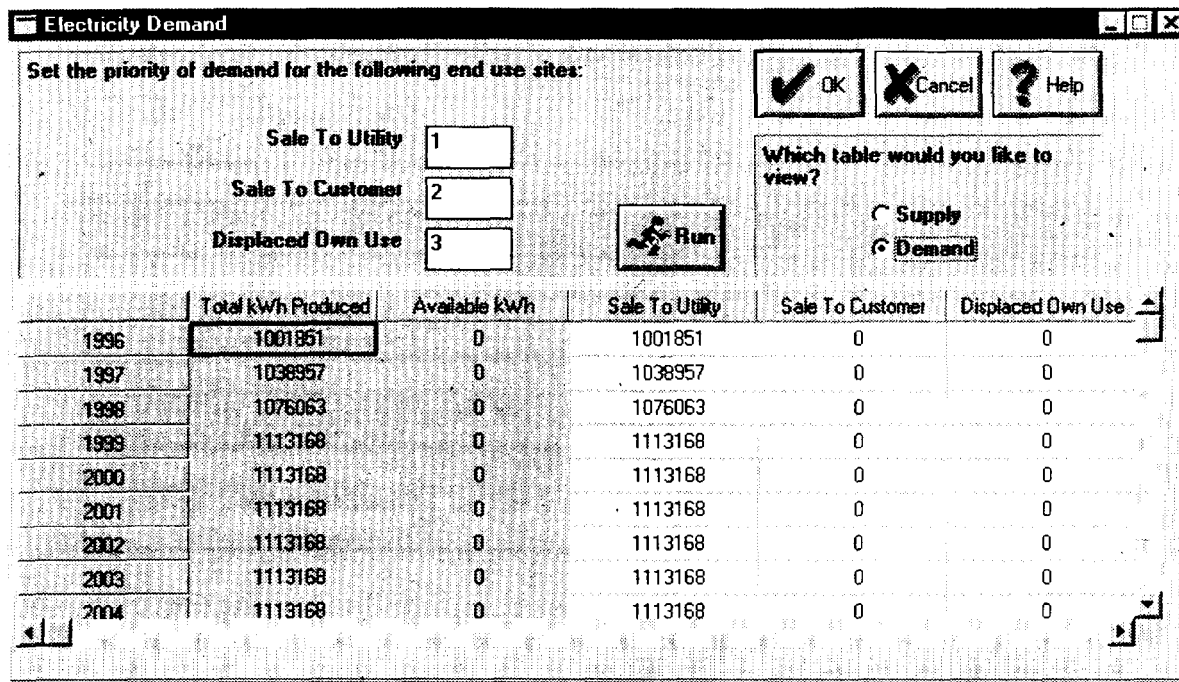 Electricity Demand
Set the priority of demand for the following end use sites:
Sale To Utility 1
Sale To Customer 2
Displaced Own Use 3
Run
OK Cancel Help
Which table would you like to
view?
Supply
Demand
Total kWh Produced Available kWh Sale To Utility Sale To Customer Displaced Own Use
1996 1001851 0 1001851 0 0
1997 1038957 0 1038957 0 0
1998 1076063 0 1076063 0 0
1999 1113168 0 1113168 0 0
2000 1113168 0 1113168 0 0
2001 1113168 0 1113168 0 0
2002 1113168 0 1113168 0 0
2003 1113168 0 1113168 0 0
2004 1113168 0 1113168 0 0